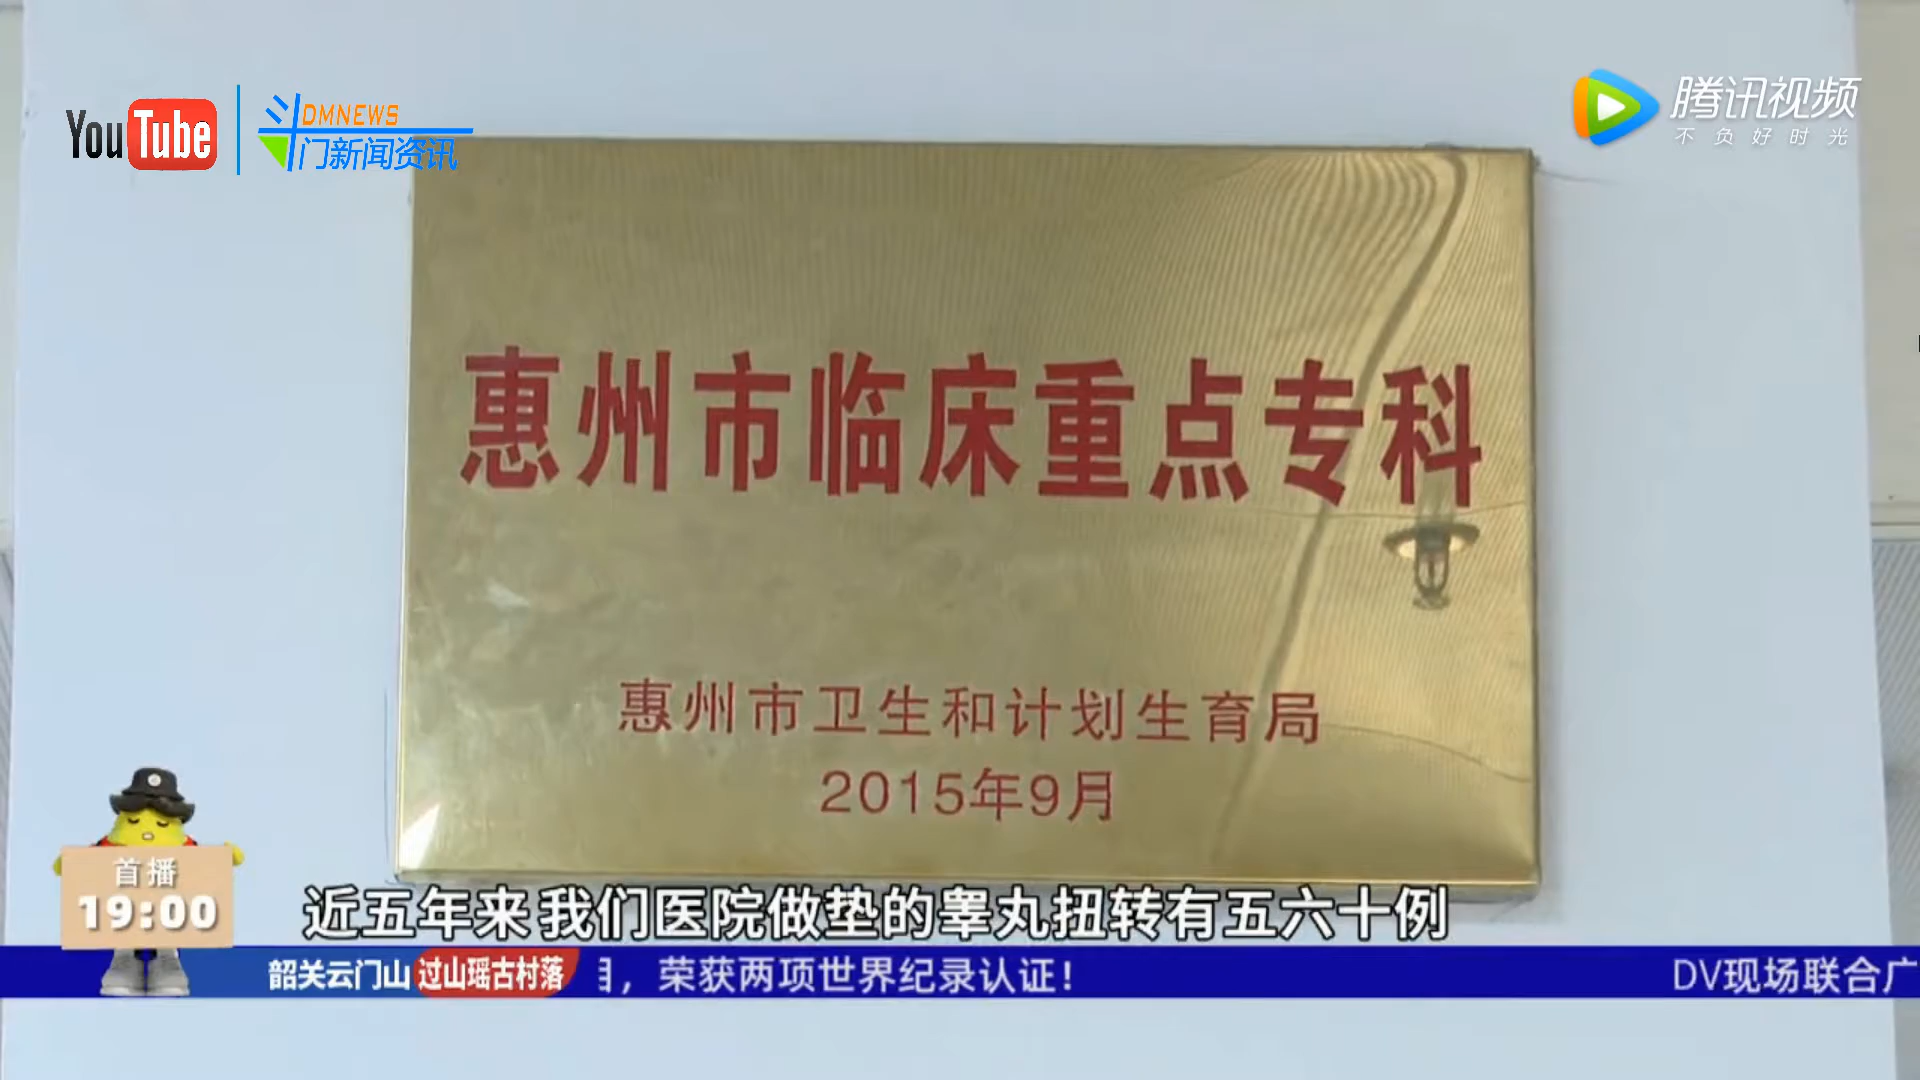 YouTube
DMNEWS
斗门新闻资讯
腾讯视频
不负好时光
惠州市临床重点专科
惠州市卫生和计划生育局
2015年9月
首播
19:00
近五年来 我们医院做垫的睾丸扭转有五六十例
韶关云门山 过山瑶古村落
，荣获两项世界纪录认证！
DV现场联合广